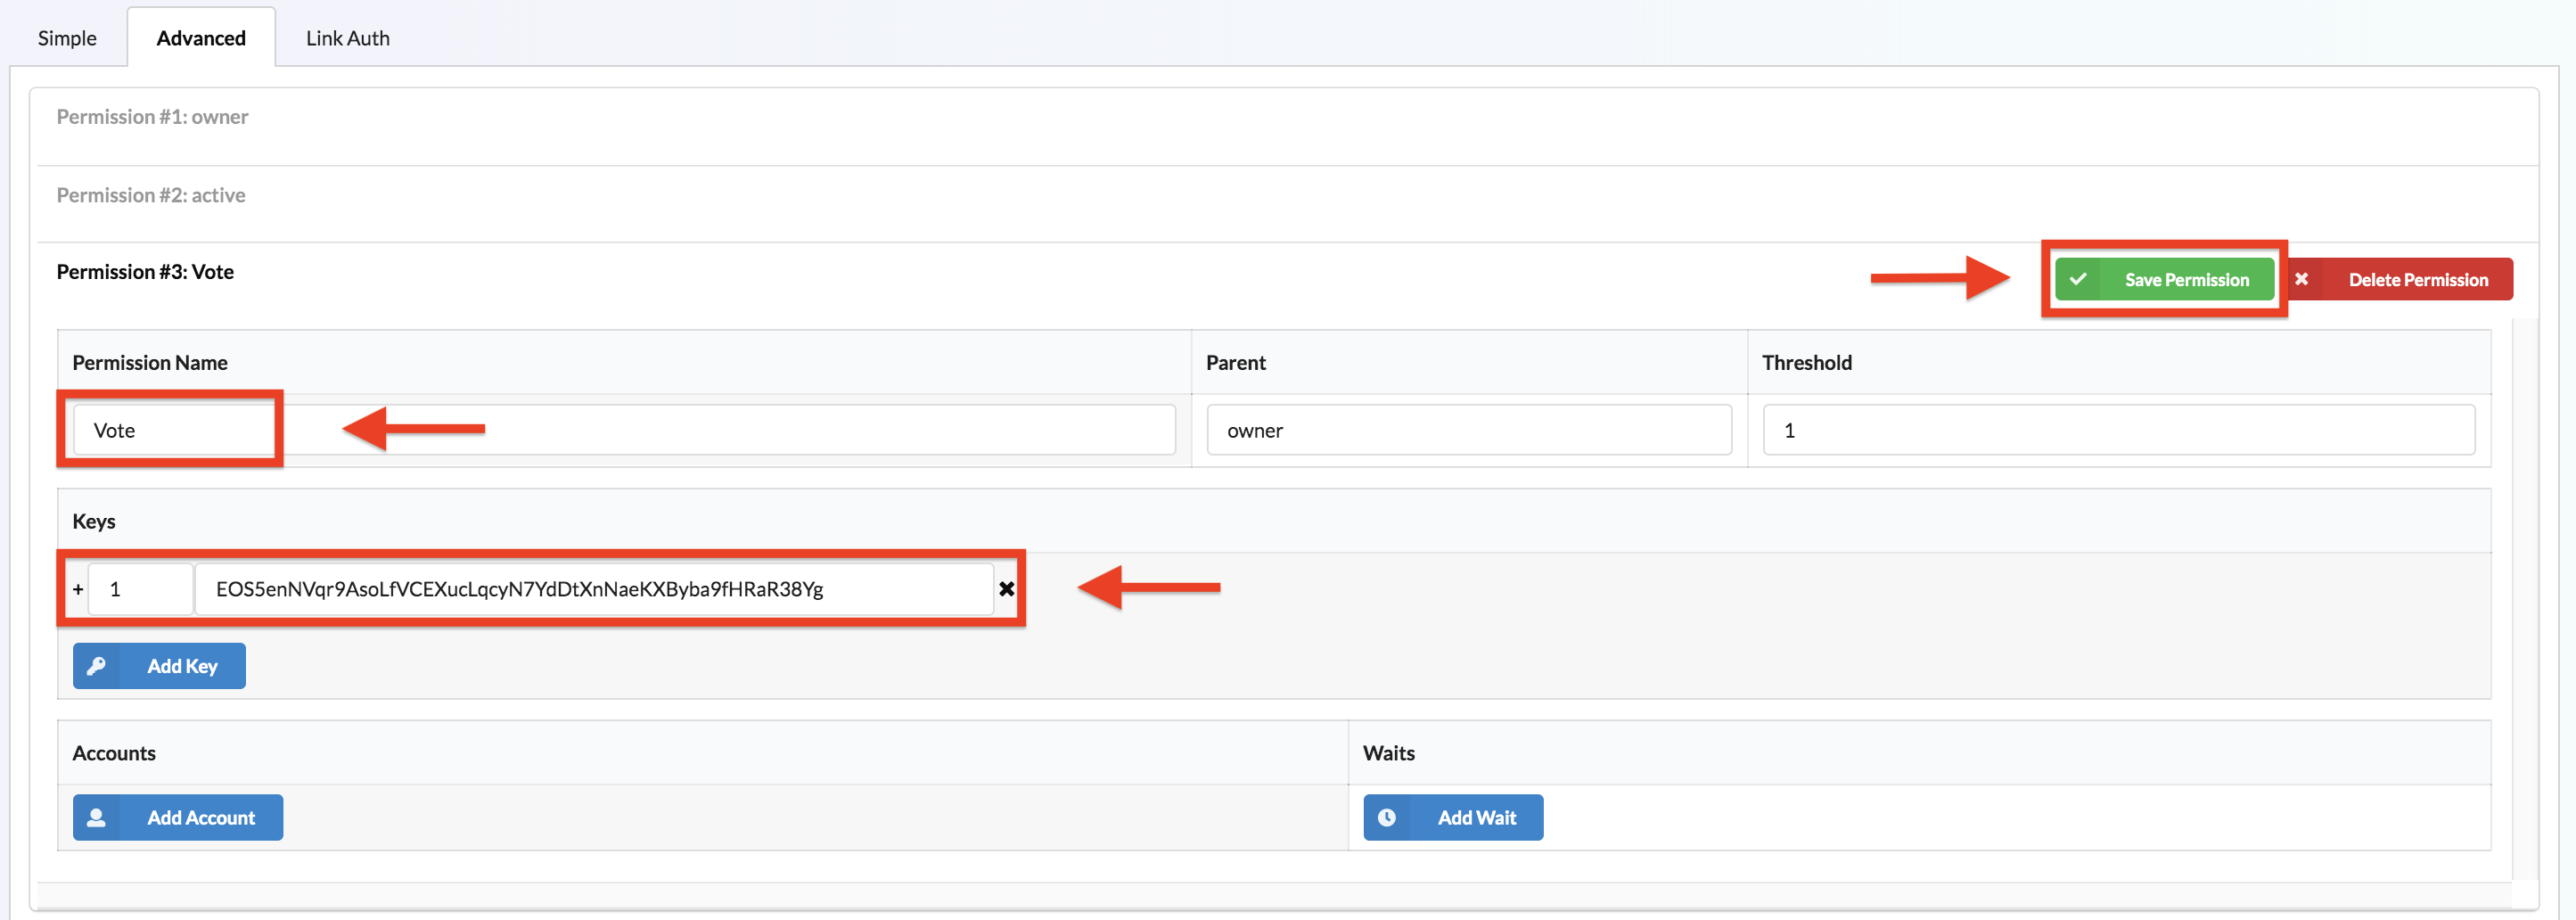 Simple
Advanced
Link Auth
Permission #1: owner
Permission #2: active
Permission #3: Vote
Save Permission
Delete Permission
Permission Name
Parent
Threshold
Vote
owner
1
Keys
+ 1 EOS5enNVqr9AsoLfVCEXucLqcyN7YdDtXnNaeKXByba9fHRaR38Yg
Add Key
Accounts
Waits
Add Account
Add Wait